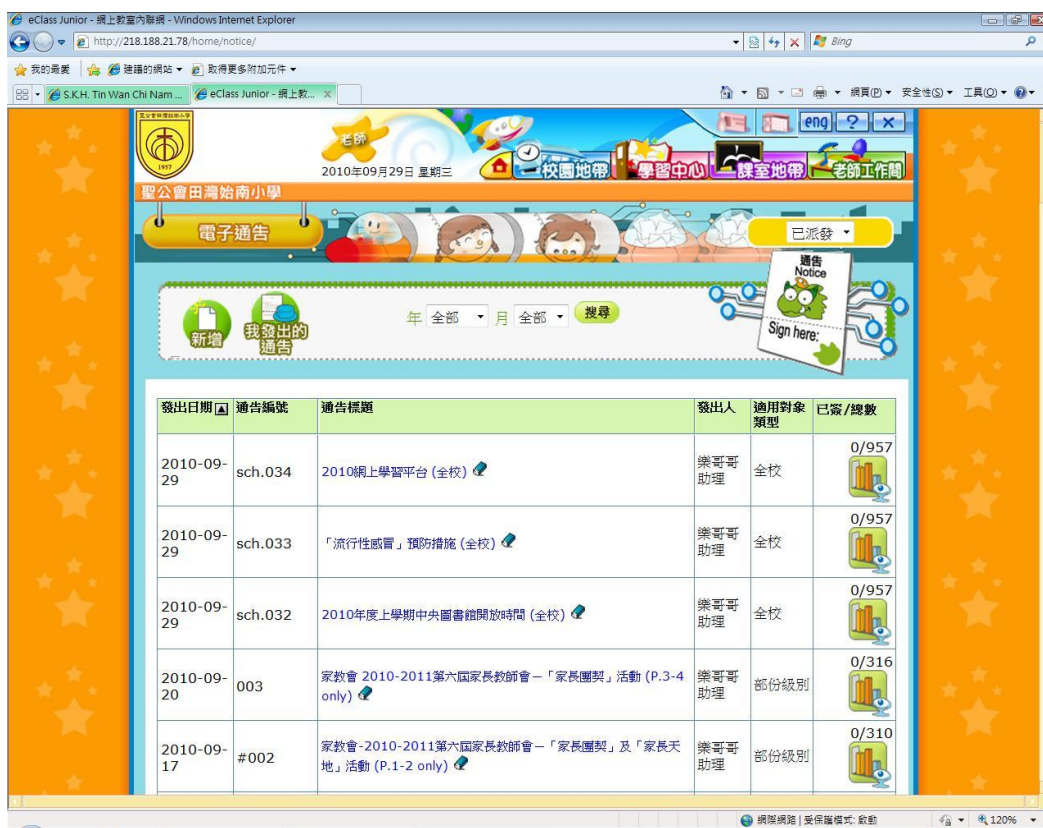 eClass Junior - 網上教室內聯網 - Windows Internet Explorer
http://218.188.21.78/home/notice/
Bing
我的最愛
建議的網站
取得更多附加元件
S.K.H. Tin Wan Chi Nam ...
eClass Junior - 網上教... X
網頁(P)
安全性(S)
工具(O)
聖公會田灣始南小學
1957
老師
2010年09月29日 星期三
eng ? X
校園地帶
學習中心
課室地帶
老師工作間
聖公會田灣始南小學
電子通告
已派發
通告
Notice
Sign here:
新增
我發出的
通告
年 全部 月 全部 搜尋
發出日期 通告編號 通告標題 發出人 適用對象 已簽/總數
類型
2010-09-29 sch.034 2010網上學習平台 (全校) 樂哥哥助理 全校 0/957
2010-09-29 sch.033 「流行性感冒」預防措施 (全校) 樂哥哥助理 全校 0/957
2010-09-29 sch.032 2010年度上學期中央圖書館開放時間 (全校) 樂哥哥助理 全校 0/957
2010-09-20 003 家教會 2010-2011第六屆家長教師會－「家長團契」活動 (P.3-4 only) 樂哥哥助理 部份級別 0/316
2010-09-17 #002 家教會-2010-2011第六屆家長教師會－「家長團契」及「家長天地」活動 (P.1-2 only) 樂哥哥助理 部份級別 0/310
網際網路 | 受保護模式: 啟動
120%